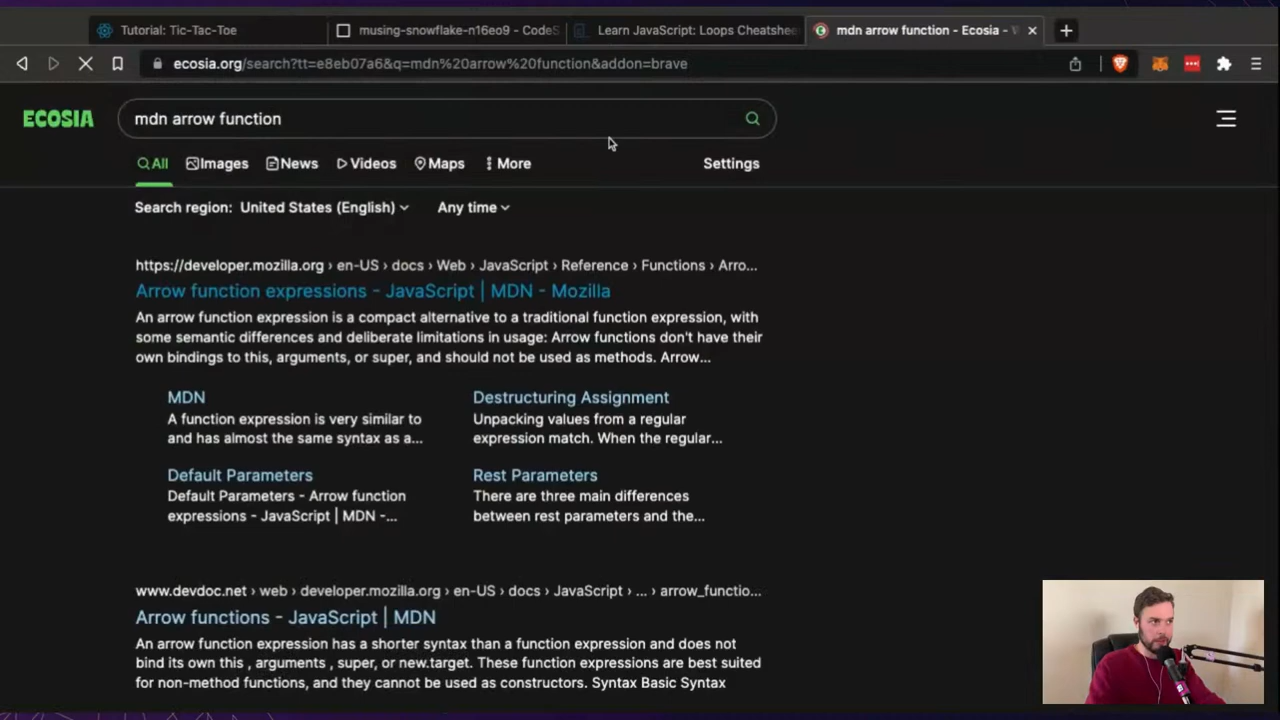 Tutorial: Tic-Tac-Toe
musing-snowflake-n16eo9 - CodeS
Learn JavaScript: Loops Cheatshee
mdn arrow function - Ecosia -
ecosia.org/search?tt=e8eb07a6&q=mdn%20arrow%20function&addon=brave
ECOSIA
mdn arrow function
All
Images
News
Videos
Maps
More
Settings
Search region: United States (English)
Any time
https://developer.mozilla.org › en-US › docs › Web › JavaScript › Reference › Functions › Arro...
Arrow function expressions - JavaScript | MDN - Mozilla
An arrow function expression is a compact alternative to a traditional function expression, with
some semantic differences and deliberate limitations in usage: Arrow functions don't have their
own bindings to this, arguments, or super, and should not be used as methods. Arrow...
MDN
A function expression is very similar to
and has almost the same syntax as a...
Destructuring Assignment
Unpacking values from a regular
expression match. When the regular...
Default Parameters
Default Parameters - Arrow function
expressions - JavaScript | MDN -...
Rest Parameters
There are three main differences
between rest parameters and the...
www.devdoc.net › web › developer.mozilla.org › en-US › docs › JavaScript › ... › arrow_functio...
Arrow functions - JavaScript | MDN
An arrow function expression has a shorter syntax than a function expression and does not
bind its own this , arguments , super, or new.target. These function expressions are best suited
for non-method functions, and they cannot be used as constructors. Syntax Basic Syntax